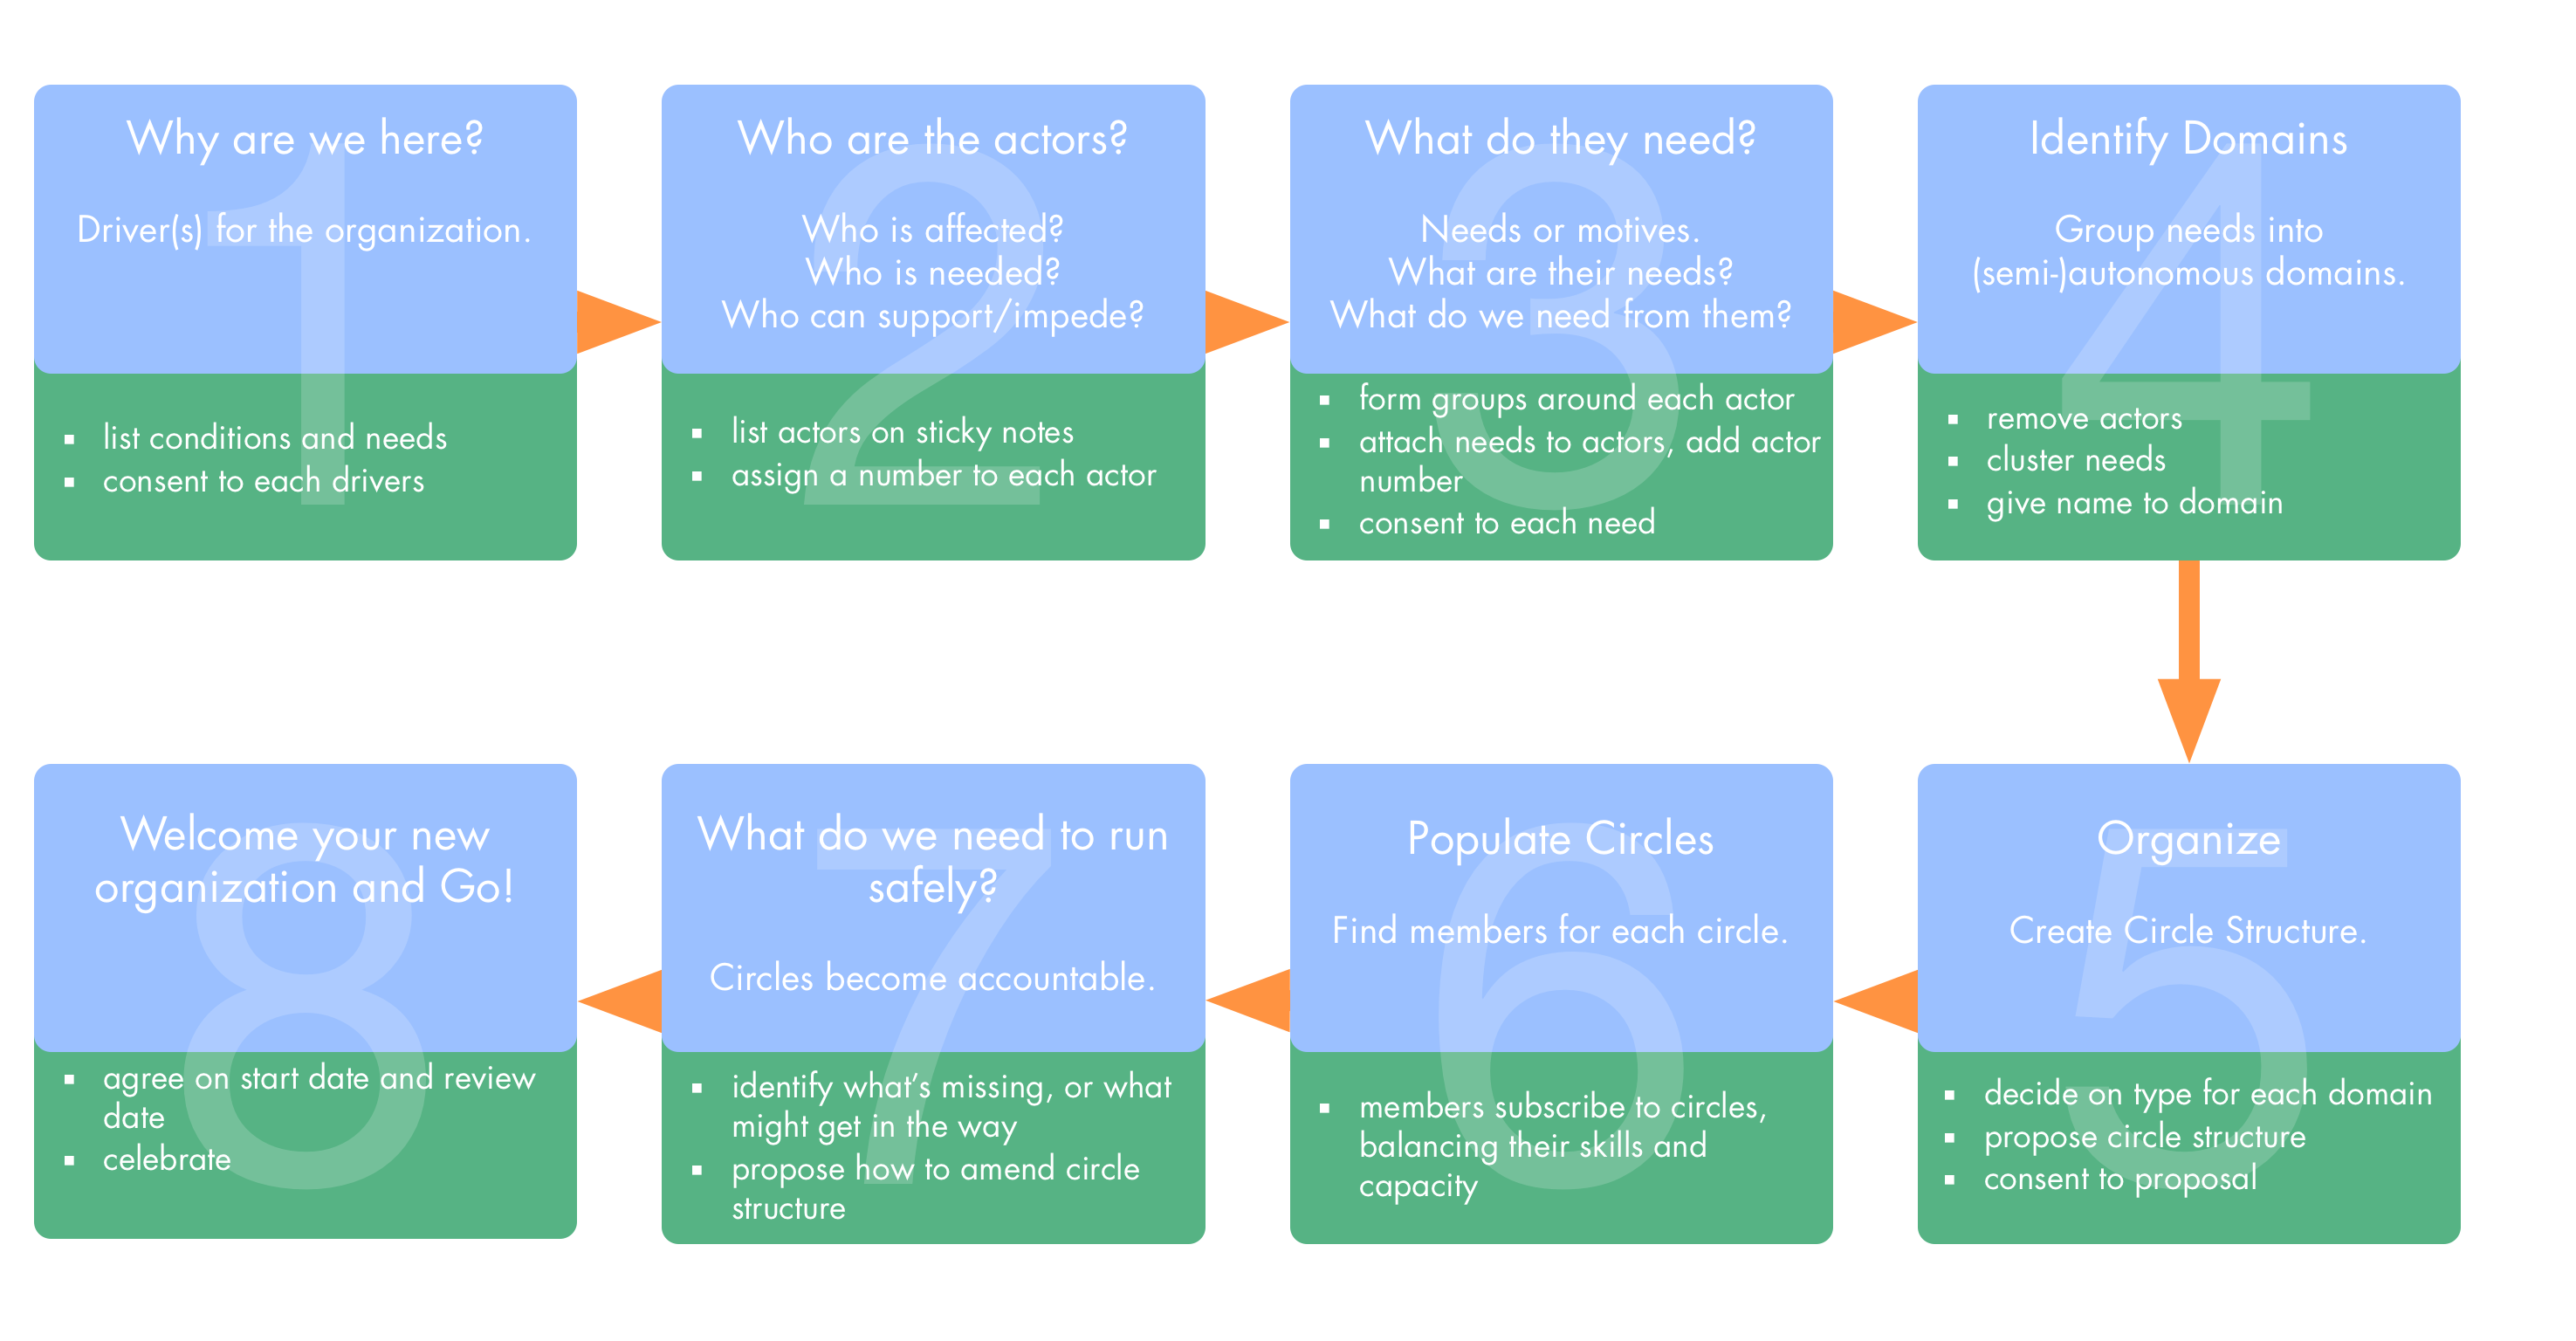 1
Why are we here?
Driver(s) for the organization.
▪ list conditions and needs
▪ consent to each drivers
2
Who are the actors?
Who is affected?
Who is needed?
Who can support/impede?
▪ list actors on sticky notes
▪ assign a number to each actor
3
What do they need?
Needs or motives.
What are their needs?
What do we need from them?
▪ form groups around each actor
▪ attach needs to actors, add actor
number
▪ consent to each need
4
Identify Domains
Group needs into
(semi-)autonomous domains.
▪ remove actors
▪ cluster needs
▪ give name to domain
5
Organize
Create Circle Structure.
▪ decide on type for each domain
▪ propose circle structure
▪ consent to proposal
6
Populate Circles
Find members for each circle.
▪ members subscribe to circles,
balancing their skills and
capacity
7
What do we need to run
safely?
Circles become accountable.
▪ identify what’s missing, or what
might get in the way
▪ propose how to amend circle
structure
8
Welcome your new
organization and Go!
▪ agree on start date and review
date
▪ celebrate